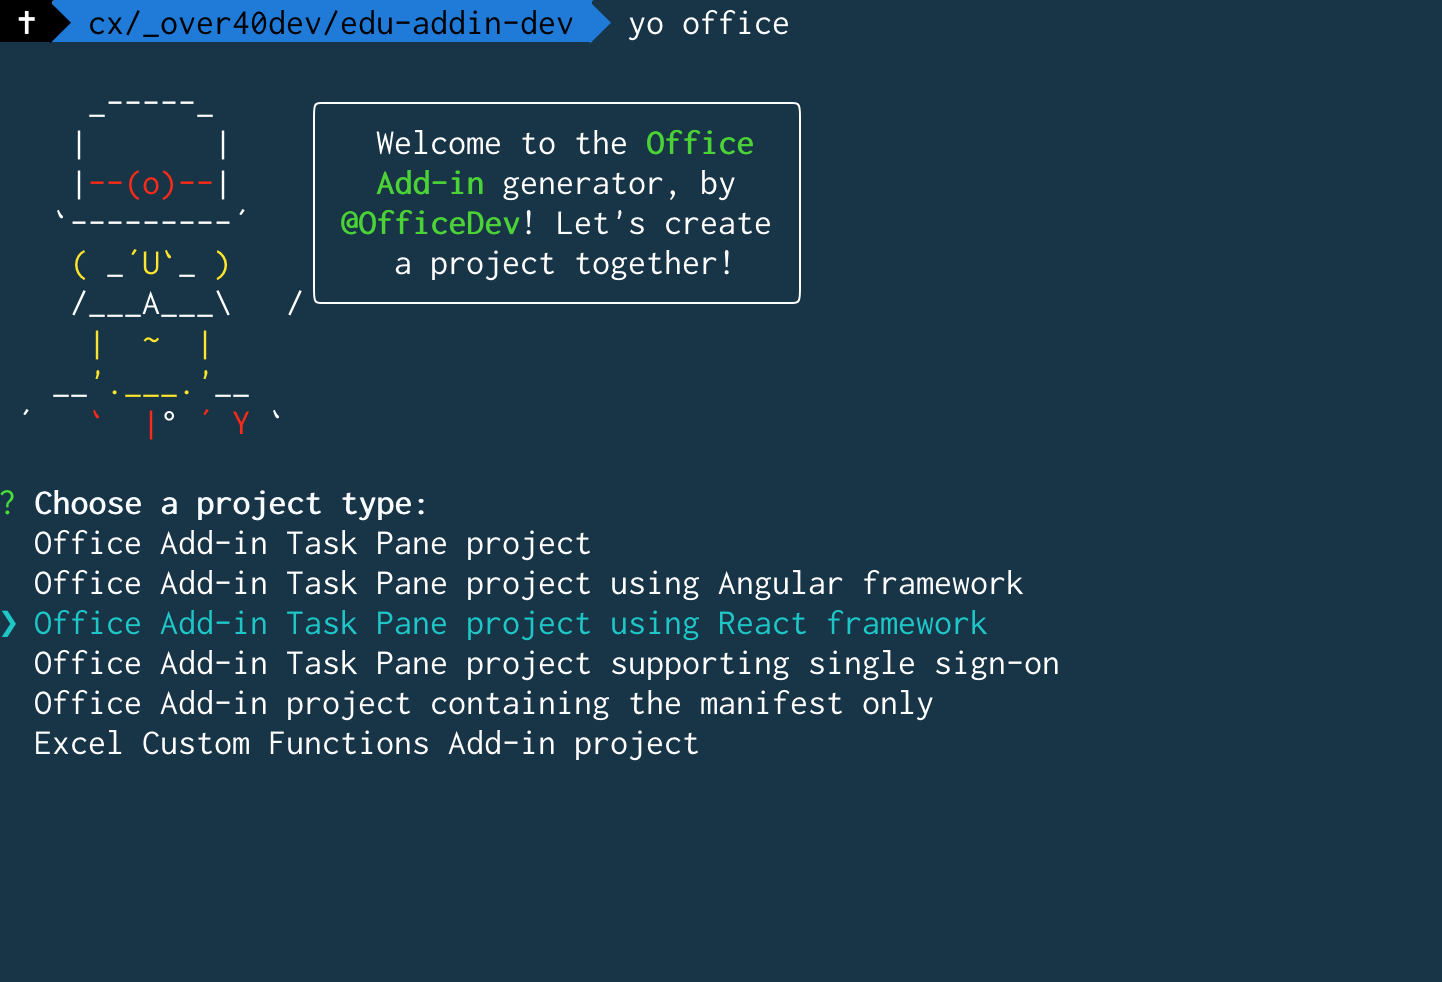 ✝ cx/_over40dev/edu-addin-dev yo office
     _-----_
    |       |
    |--(o)--|
   `---------´
    ( _´U`_ )
    /___A___\   /
     |  ~  |
   __'.___.'__
 ´   `  |° ´ Y `
Welcome to the Office
Add-in generator, by
@OfficeDev! Let's create
a project together!
? Choose a project type:
Office Add-in Task Pane project
Office Add-in Task Pane project using Angular framework
❯ Office Add-in Task Pane project using React framework
Office Add-in Task Pane project supporting single sign-on
Office Add-in project containing the manifest only
Excel Custom Functions Add-in project